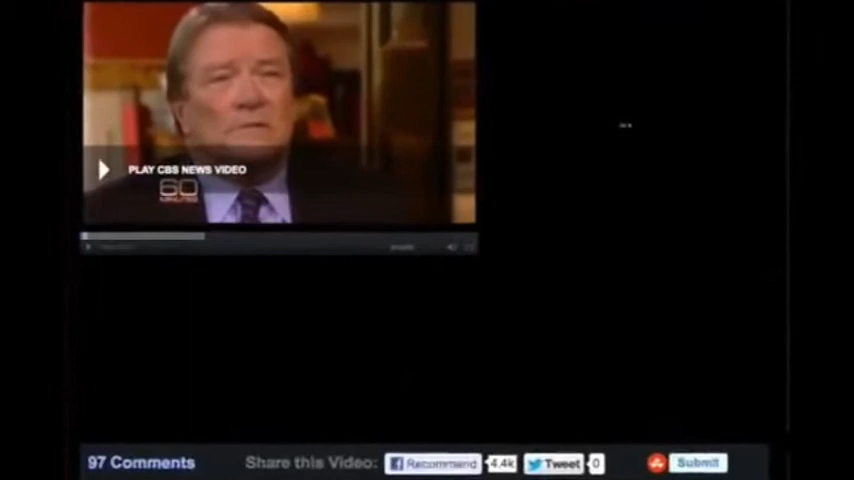 PLAY CBS NEWS VIDEO
60
MINUTES
97 Comments
Share this Video:
Recommend
4.4k
Tweet
0
Submit